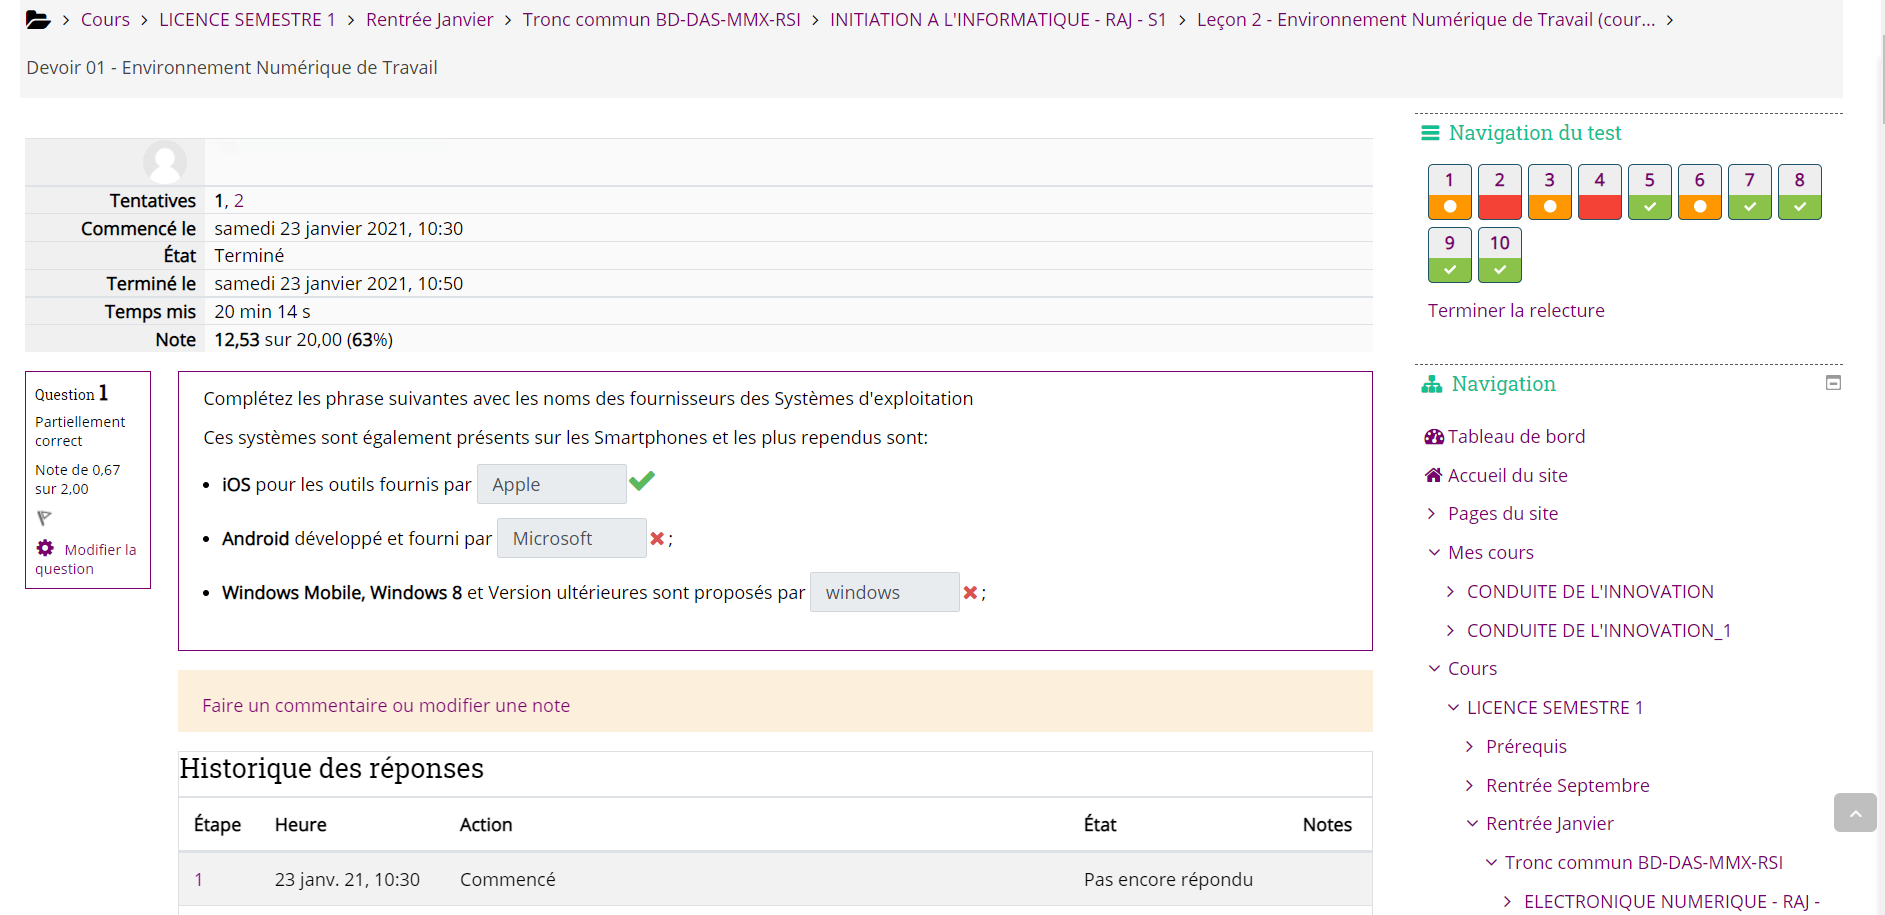 Cours > LICENCE SEMESTRE 1 > Rentrée Janvier > Tronc commun BD-DAS-MMX-RSI > INITIATION A L'INFORMATIQUE - RAJ - S1 > Leçon 2 - Environnement Numérique de Travail (cour... >
Devoir 01 - Environnement Numérique de Travail
Tentatives 1, 2
Commencé le samedi 23 janvier 2021, 10:30
État Terminé
Terminé le samedi 23 janvier 2021, 10:50
Temps mis 20 min 14 s
Note 12,53 sur 20,00 (63%)
Question 1
Partiellement
correct
Note de 0,67
sur 2,00
Modifier la
question
Complétez les phrase suivantes avec les noms des fournisseurs des Systèmes d'exploitation
Ces systèmes sont également présents sur les Smartphones et les plus rependus sont:
• iOS pour les outils fournis par Apple
• Android développé et fourni par Microsoft ;
• Windows Mobile, Windows 8 et Version ultérieures sont proposés par windows ;
Faire un commentaire ou modifier une note
Historique des réponses
Étape Heure Action État Notes
1 23 janv. 21, 10:30 Commencé Pas encore répondu
Navigation du test
1 2 3 4 5 6 7 8
9 10
Terminer la relecture
Navigation
Tableau de bord
Accueil du site
Pages du site
Mes cours
CONDUITE DE L'INNOVATION
CONDUITE DE L'INNOVATION_1
Cours
LICENCE SEMESTRE 1
Prérequis
Rentrée Septembre
Rentrée Janvier
Tronc commun BD-DAS-MMX-RSI
ELECTRONIQUE NUMERIQUE - RAJ -